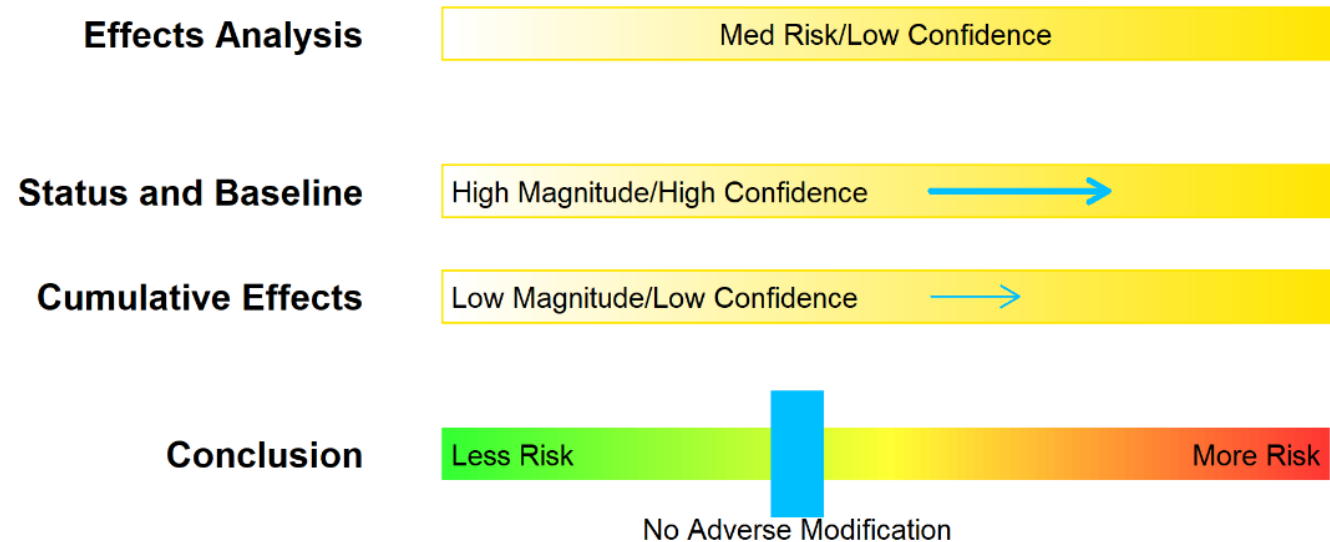 Effects Analysis
Med Risk/Low Confidence
Status and Baseline
High Magnitude/High Confidence
Cumulative Effects
Low Magnitude/Low Confidence
Conclusion
Less Risk
More Risk
No Adverse Modification